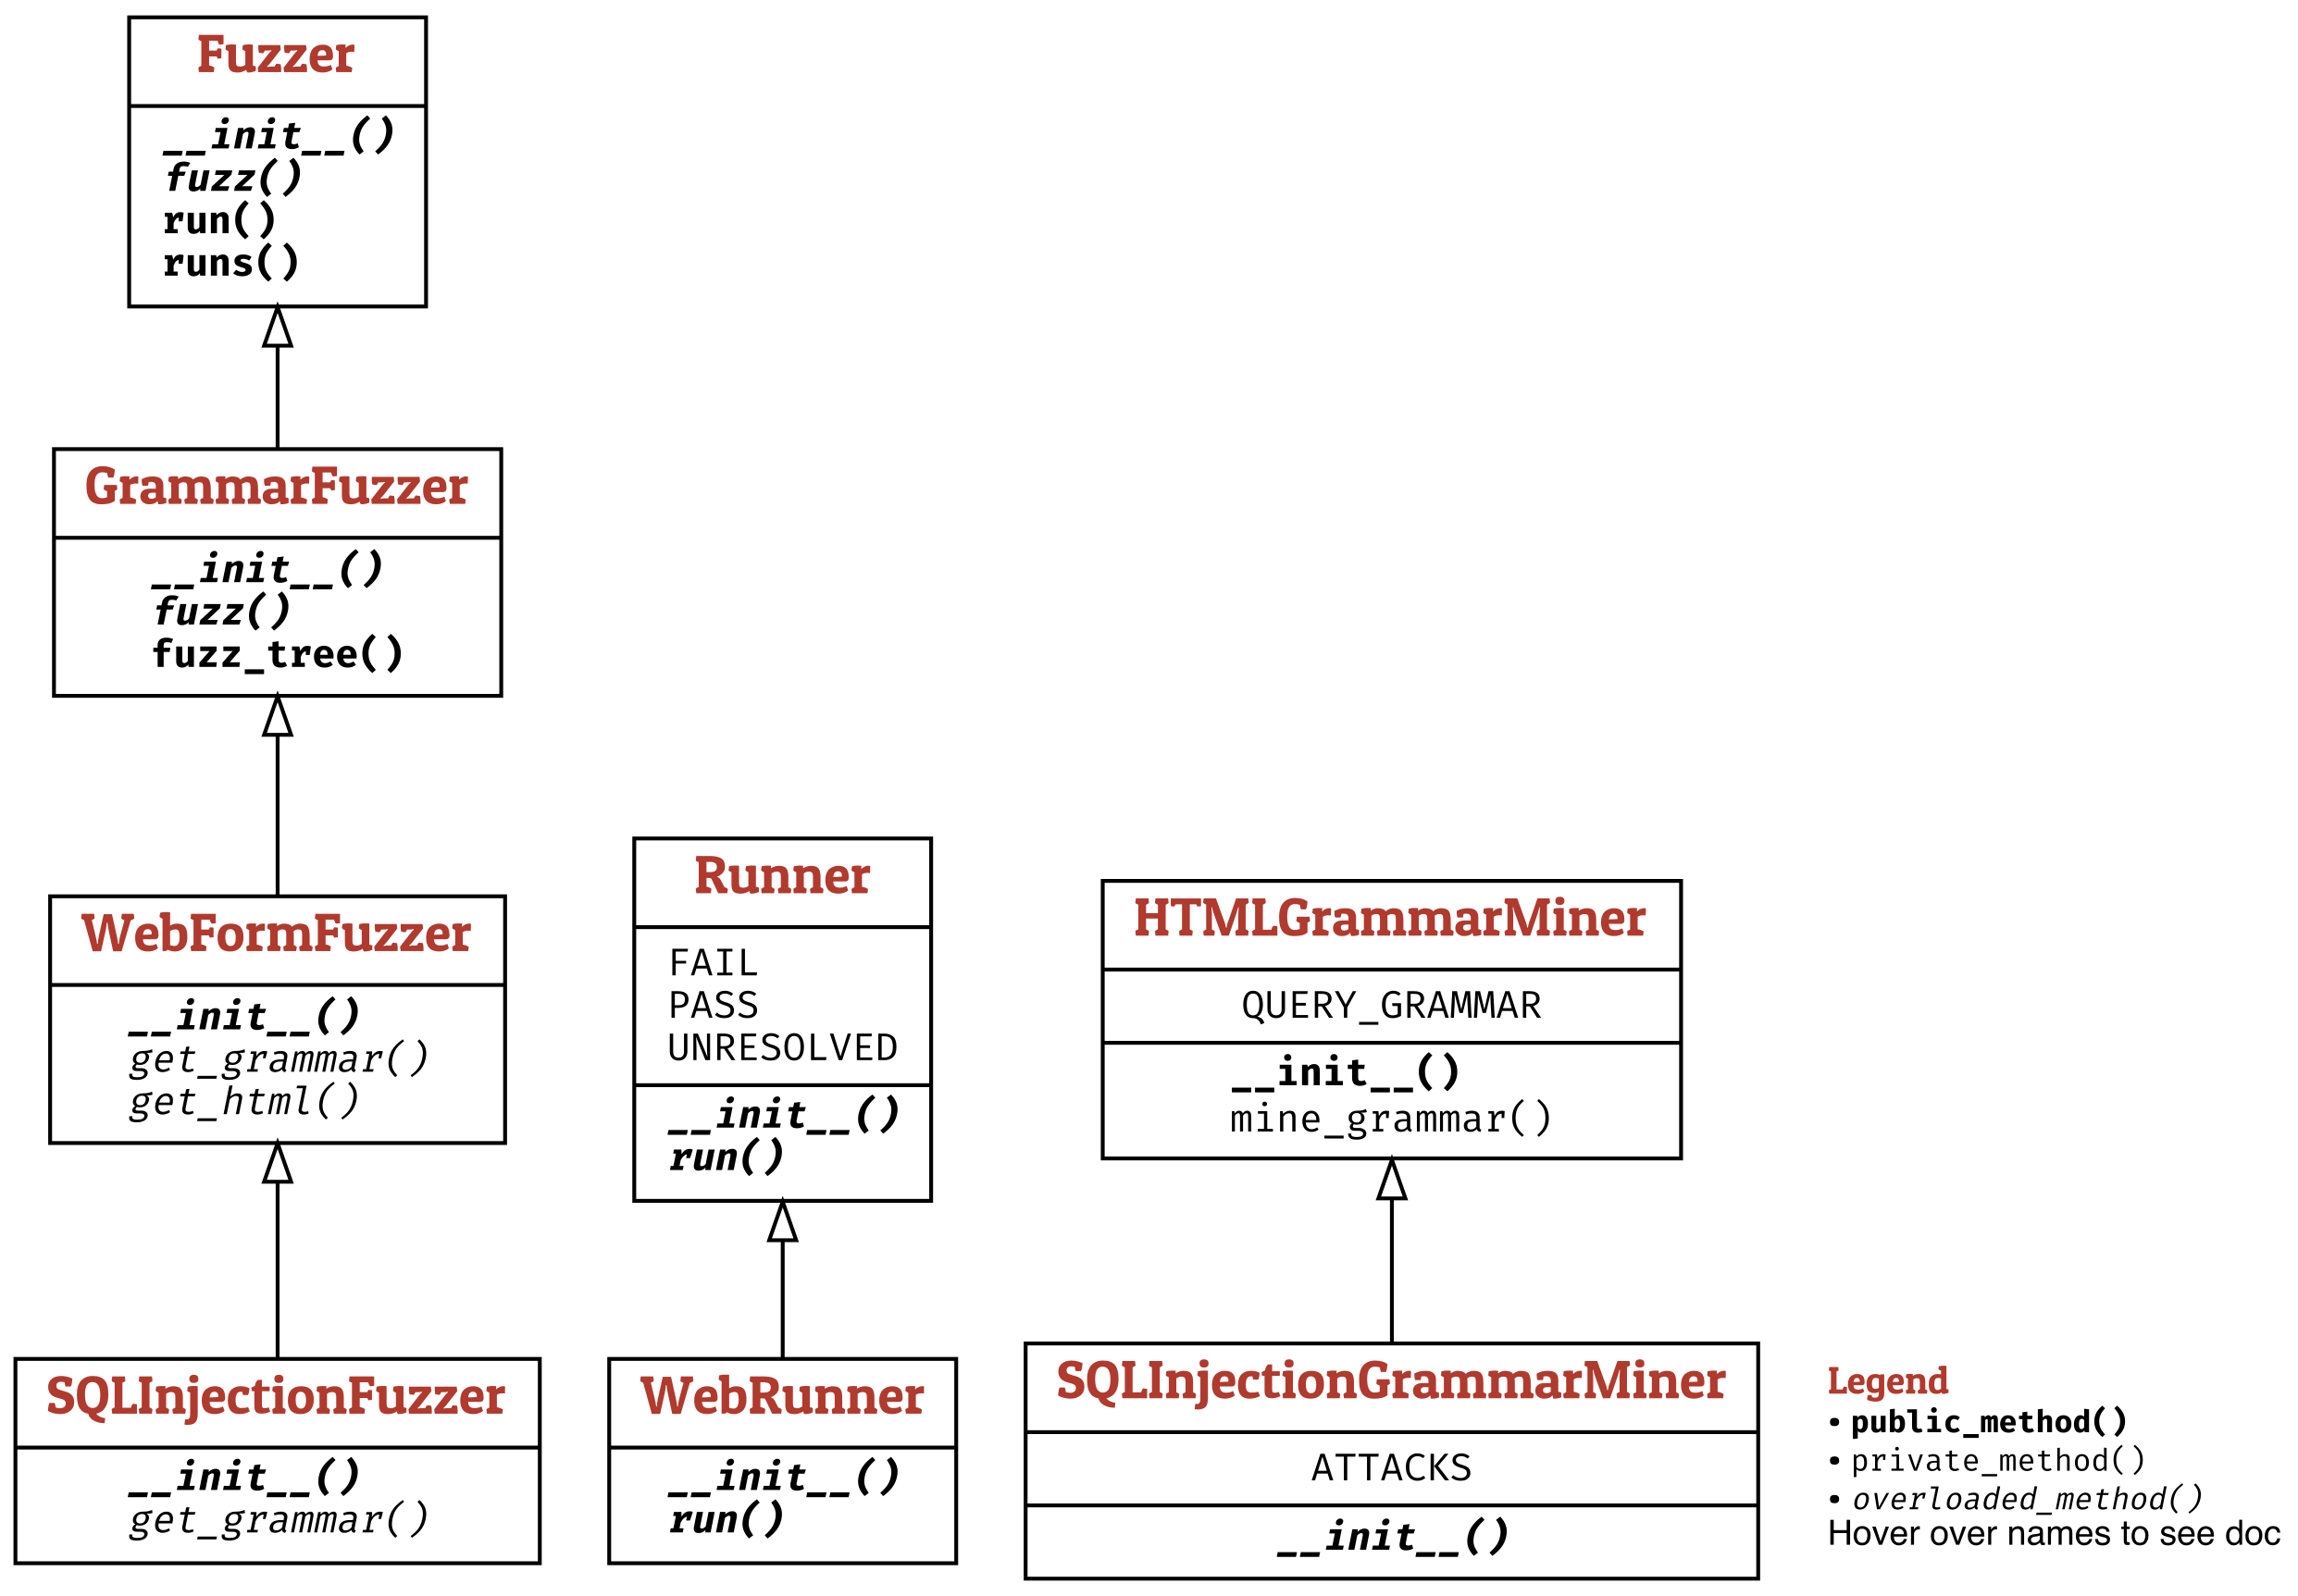 Fuzzer
__init__()
fuzz()
run()
runs()
GrammarFuzzer
__init__()
fuzz()
fuzz_tree()
WebFormFuzzer
__init__()
get_grammar()
get_html()
SQLInjectionFuzzer
__init__()
get_grammar()
Runner
FAIL
PASS
UNRESOLVED
__init__()
run()
WebRunner
__init__()
run()
HTMLGrammarMiner
QUERY_GRAMMAR
__init__()
mine_grammar()
SQLInjectionGrammarMiner
ATTACKS
__init__()
Legend
• public_method()
• private_method()
• overloaded_method()
Hover over names to see doc